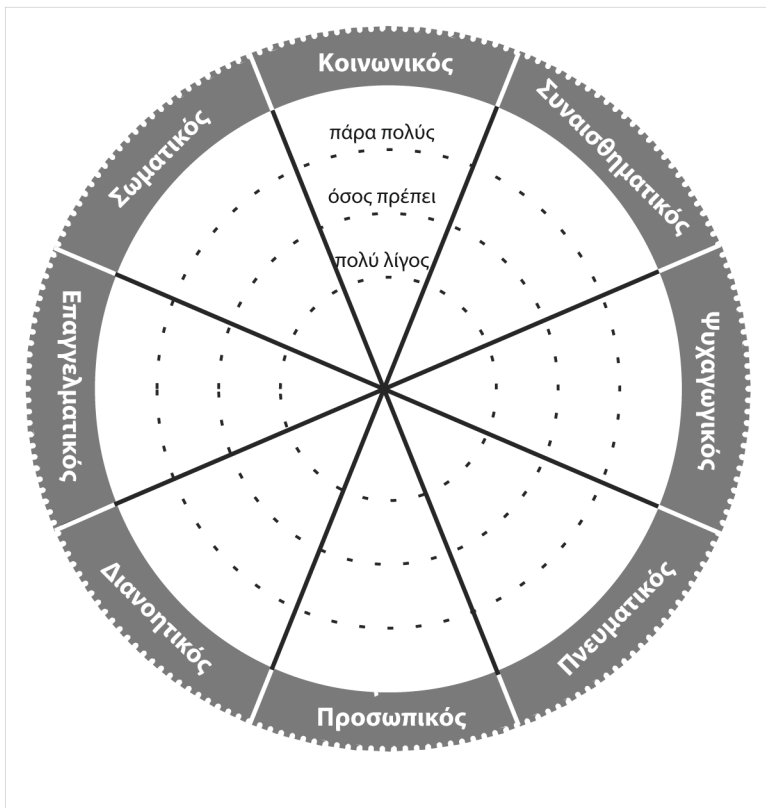 Κοινωνικός
Συναισθηματικός
Ψυχαγωγικός
Πνευματικός
Προσωπικός
Διανοητικός
Επαγγελματικός
Σωματικός
πάρα πολύς
όσος πρέπει
πολύ λίγος